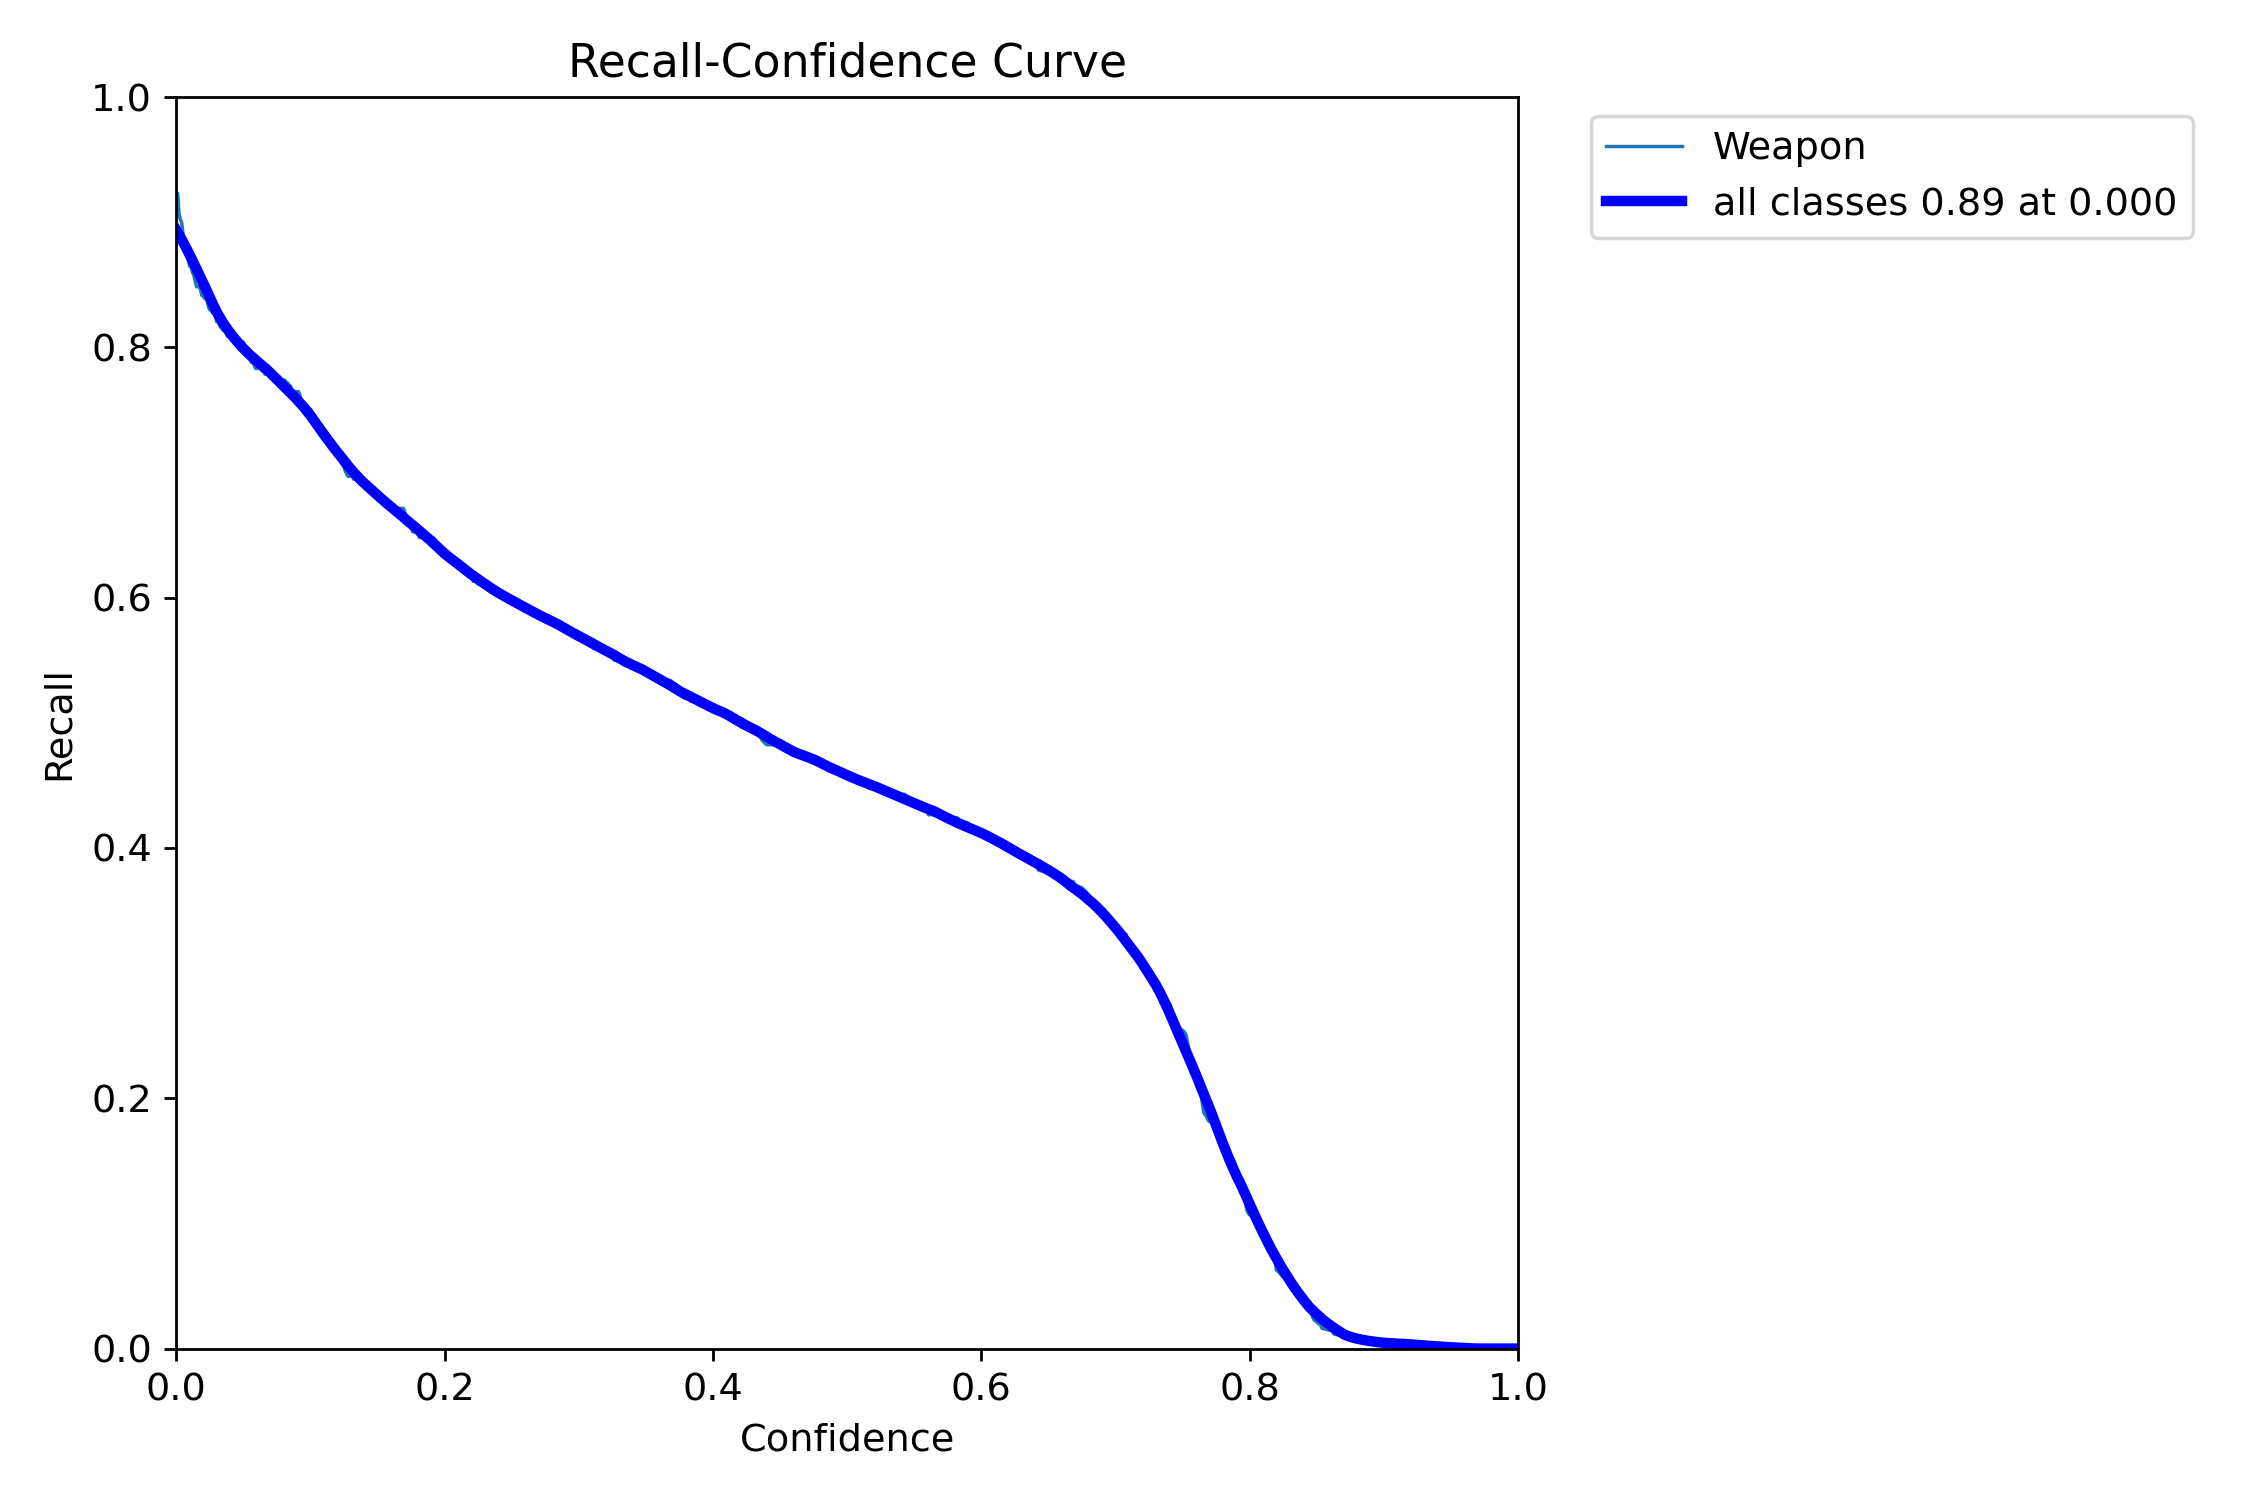 Recall-Confidence Curve
1.0
0.8
0.6
0.4
0.2
0.0
Recall
0.0 0.2 0.4 0.6 0.8 1.0
Confidence
Weapon
all classes 0.89 at 0.000